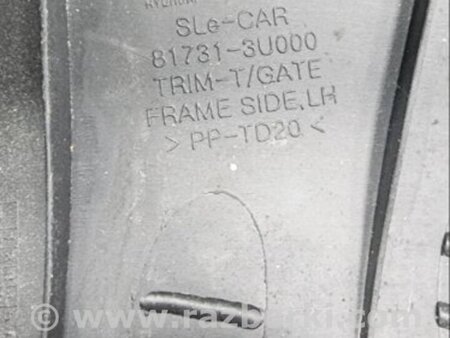 SLe-CAR
81731-3U000
TRIM-T/GATE
FRAME SIDE,LH
> PP-TD20 <
© www.razborki.com